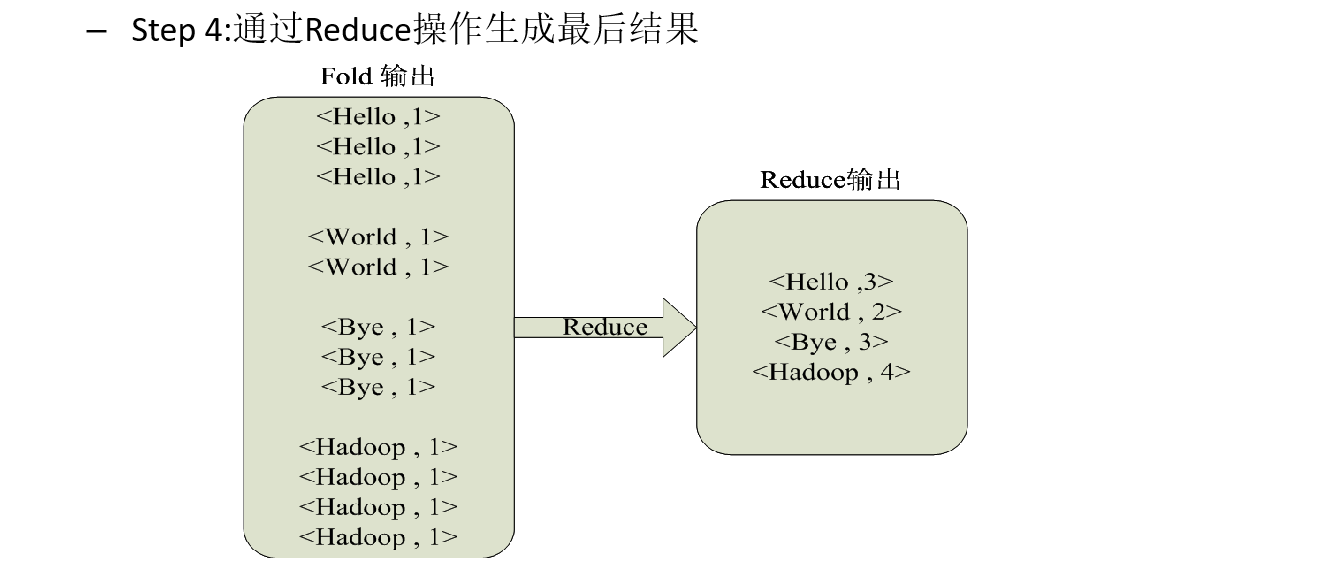 – Step 4:通过Reduce操作生成最后结果
Fold 输出
<Hello ,1>
<Hello ,1>
<Hello ,1>
<World , 1>
<World , 1>
<Bye , 1>
<Bye , 1>
<Bye , 1>
<Hadoop , 1>
<Hadoop , 1>
<Hadoop , 1>
<Hadoop , 1>
Reduce
Reduce输出
<Hello ,3>
<World , 2>
<Bye , 3>
<Hadoop , 4>